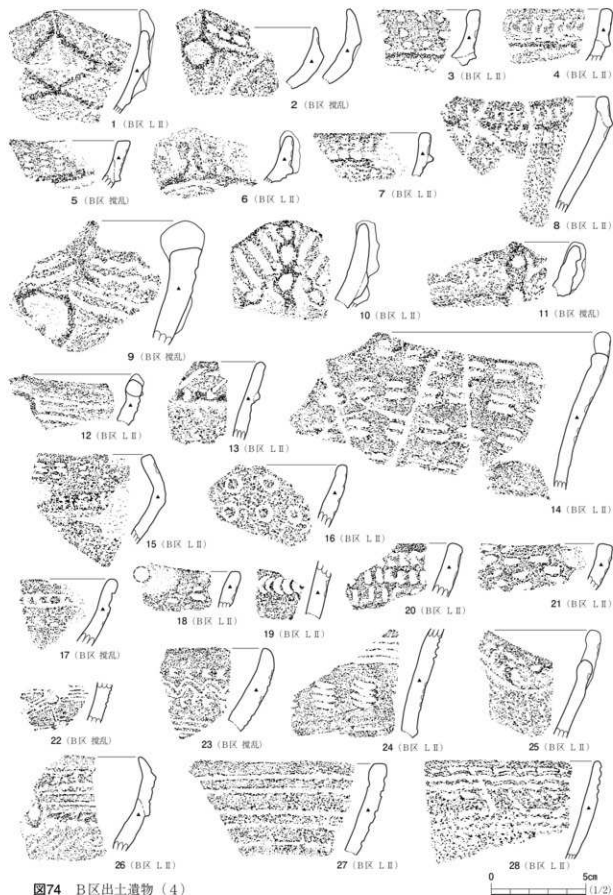 1 (B区 LⅡ)
2 (B区 撹乱)
3 (B区 LⅡ)
4 (B区 LⅡ)
5 (B区 撹乱)
6 (B区 LⅡ)
7 (B区 撹乱)
8 (B区 LⅡ)
9 (B区 撹乱)
10 (B区 LⅡ)
11 (B区 撹乱)
12 (B区 LⅡ)
13 (B区 LⅡ)
14 (B区 LⅡ)
15 (B区 LⅡ)
16 (B区 LⅡ)
17 (B区 撹乱)
18 (B区 LⅡ)
19 (B区 LⅡ)
20 (B区 LⅡ)
21 (B区 LⅡ)
22 (B区 撹乱)
23 (B区 撹乱)
24 (B区 LⅡ)
25 (B区 LⅡ)
26 (B区 LⅡ)
27 (B区 LⅡ)
28 (B区 LⅡ)
図74 B区出土遺物(4)
0 5㎝
(1/2)